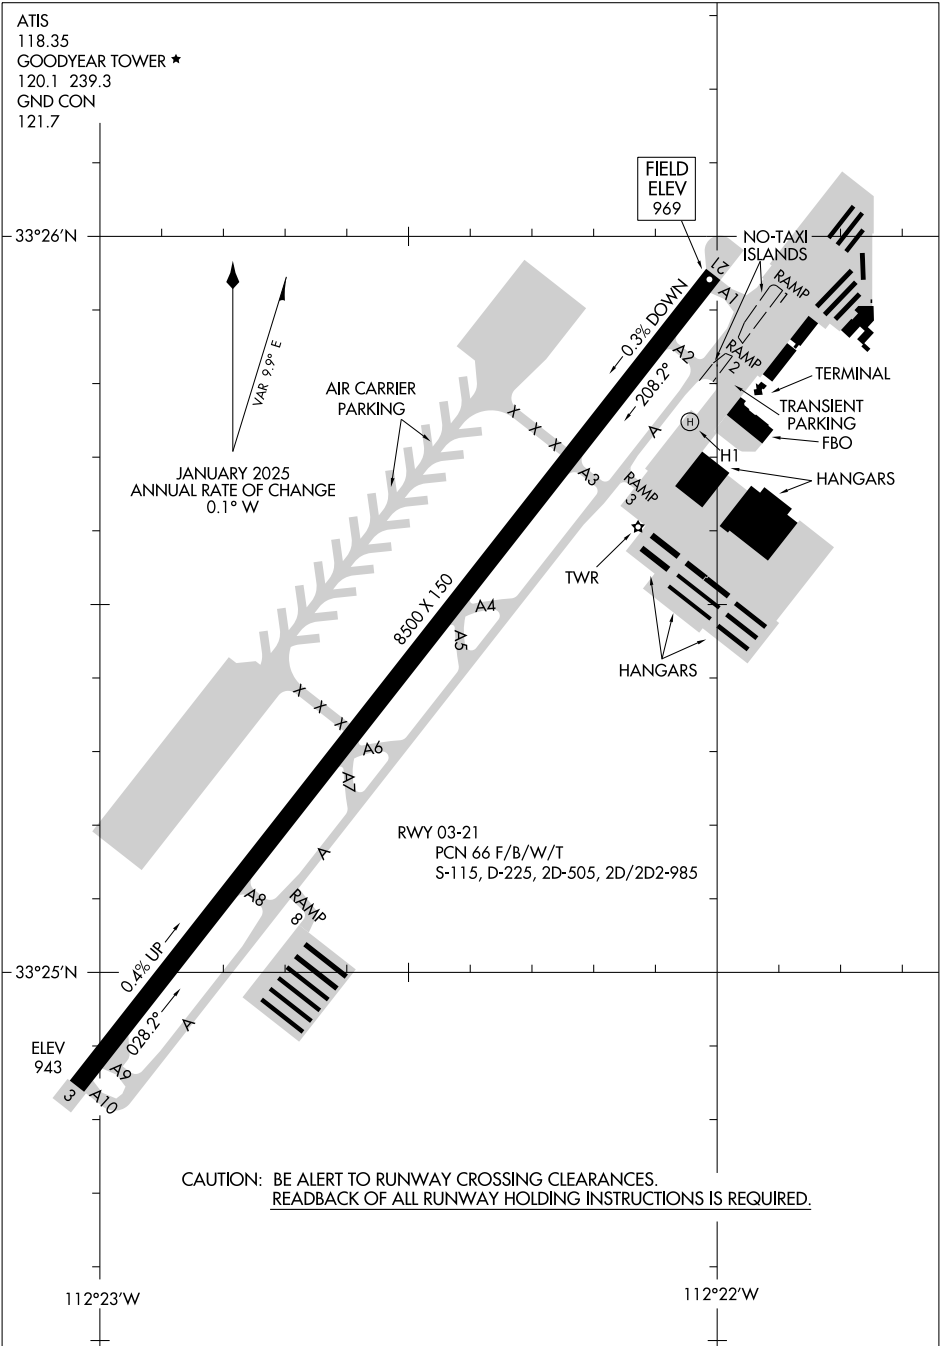 ATIS
118.35
GOODYEAR TOWER ★
120.1 239.3
GND CON
121.7
FIELD
ELEV
969
33°26'N
NO-TAXI
ISLANDS
21
A1
RAMP
1
0.3% DOWN
208.2°
A2
RAMP
2
VAR 9.9° E
AIR CARRIER
PARKING
TERMINAL
TRANSIENT
PARKING
FBO
A
H
H1
JANUARY 2025
ANNUAL RATE OF CHANGE
0.1° W
A3
RAMP
3
HANGARS
TWR
8500 X 150
A4
A5
HANGARS
X X X
X X X
A6
A7
RWY 03-21
PCN 66 F/B/W/T
S-115, D-225, 2D-505, 2D/2D2-985
A
A8
RAMP
8
0.4% UP
33°25'N
028.2°
A
ELEV
943
A9
3
A10
CAUTION: BE ALERT TO RUNWAY CROSSING CLEARANCES.
READBACK OF ALL RUNWAY HOLDING INSTRUCTIONS IS REQUIRED.
112°23'W
112°22'W